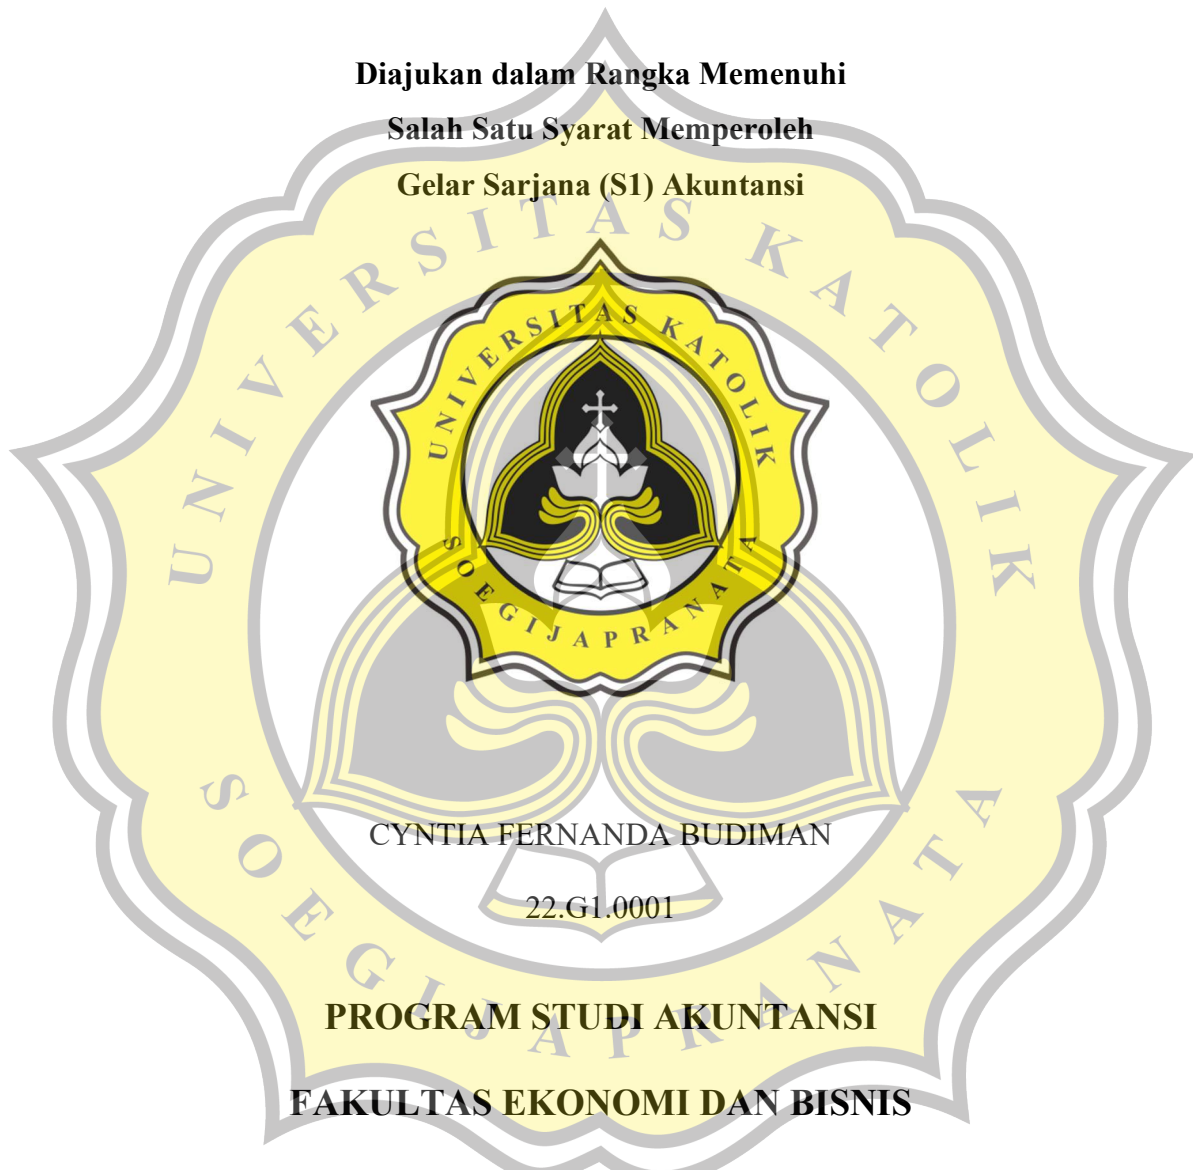 Diajukan dalam Rangka Memenuhi
Salah Satu Syarat Memperoleh
Gelar Sarjana (S1) Akuntansi
UNIVERSITAS KATOLIK
SOEGIJAPRANATA
UNIVERSITAS KATOLIK
SOEGIJAPRANATA
CYNTIA FERNANDA BUDIMAN
22.G1.0001
PROGRAM STUDI AKUNTANSI
FAKULTAS EKONOMI DAN BISNIS